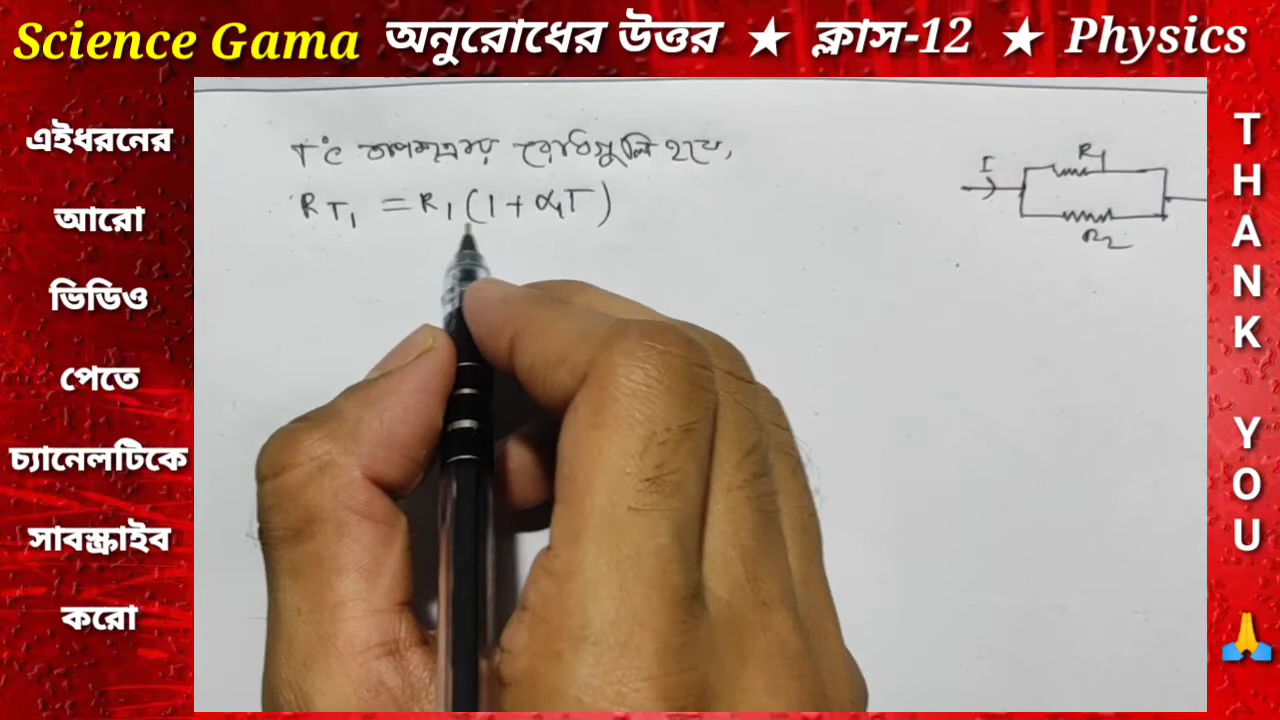 Science Gama অনুরোধের উত্তর ★ ক্লাস-12 ★ Physics
এইধরনের
আরো
ভিডিও
পেতে
চ্যানেলটিকে
সাবস্ক্রাইব
করো
T°C তাপমাত্রায় রোধগুলি হবে,
R T₁ = R₁ (1 + α₁T)
I
R₁
R₂
THANK YOU